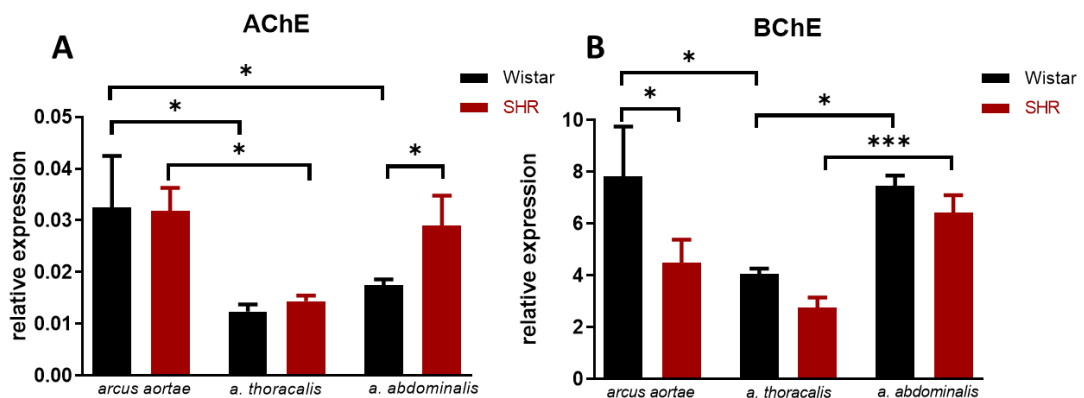 A
AChE
Wistar
SHR
*
*
*
*
relative expression
0.05
0.04
0.03
0.02
0.01
0.00
arcus aortae
a. thoracalis
a. abdominalis
B
BChE
Wistar
SHR
*
*
*
***
relative expression
10
8
6
4
2
0
arcus aortae
a. thoracalis
a. abdominalis